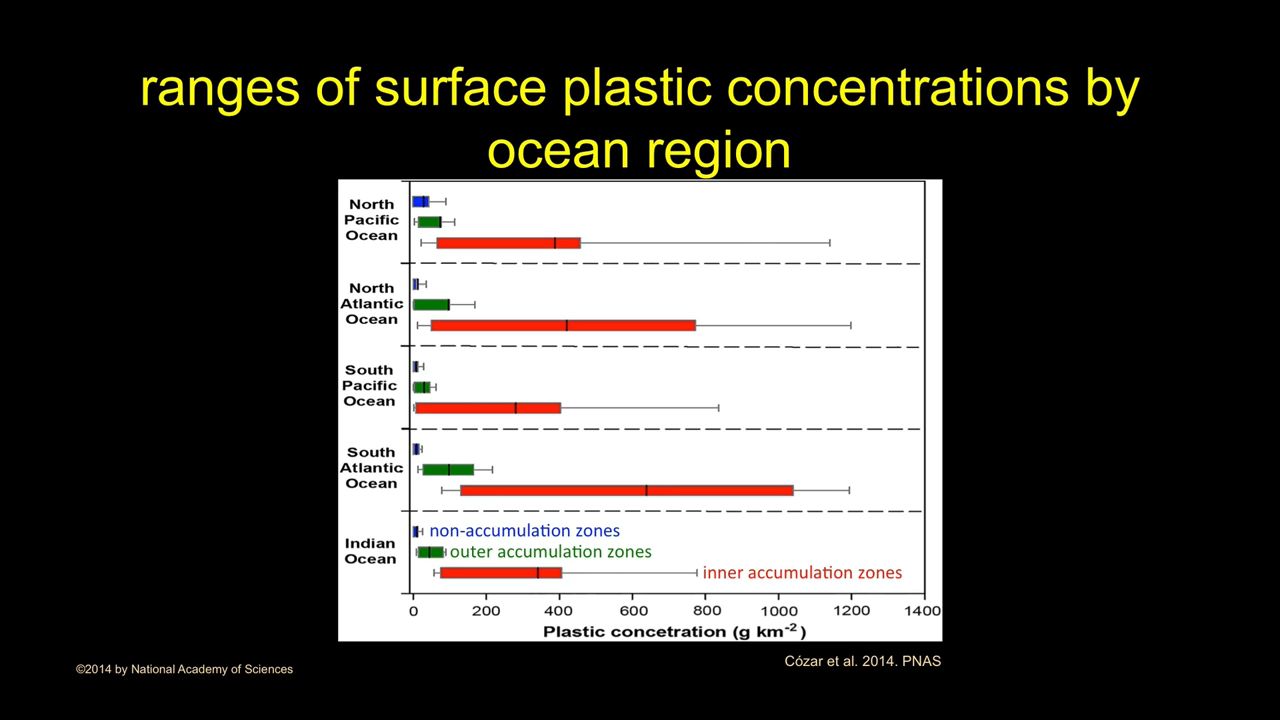 ranges of surface plastic concentrations by
ocean region
North
Pacific
Ocean
North
Atlantic
Ocean
South
Pacific
Ocean
South
Atlantic
Ocean
Indian
Ocean
non-accumulation zones
outer accumulation zones
inner accumulation zones
0 200 400 600 800 1000 1200 1400
Plastic concetration (g km⁻²)
©2014 by National Academy of Sciences
Cózar et al. 2014. PNAS